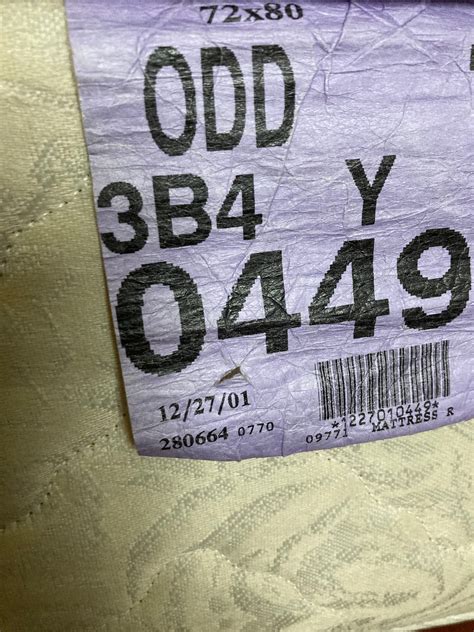 72x80
ODD
3B4 Y
0449
12/27/01
*1227010449*
280664 0770
09771 MATTRESS R